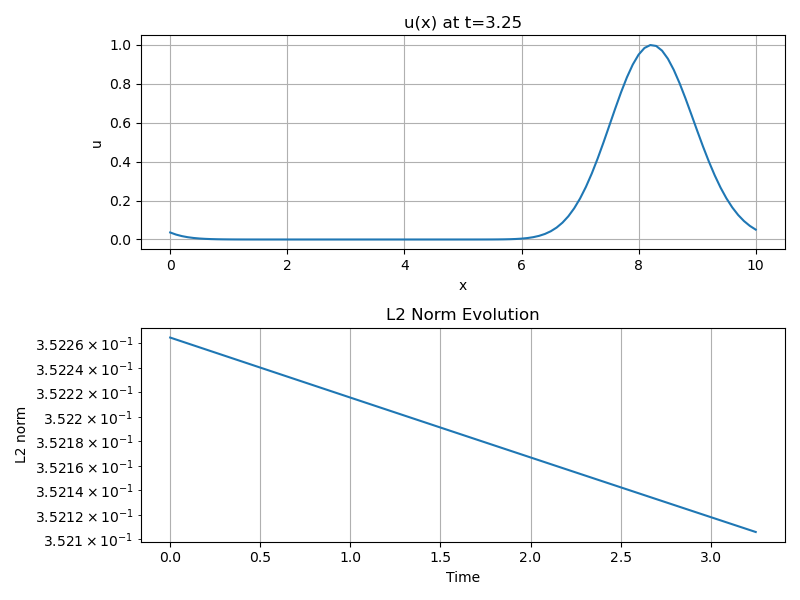 u(x) at t=3.25
1.0
0.8
0.6
0.4
0.2
0.0
u
0 2 4 6 8 10
x
L2 Norm Evolution
3.5226 × 10⁻¹
3.5224 × 10⁻¹
3.5222 × 10⁻¹
3.522 × 10⁻¹
3.5218 × 10⁻¹
3.5216 × 10⁻¹
3.5214 × 10⁻¹
3.5212 × 10⁻¹
3.521 × 10⁻¹
L2 norm
0.0 0.5 1.0 1.5 2.0 2.5 3.0
Time